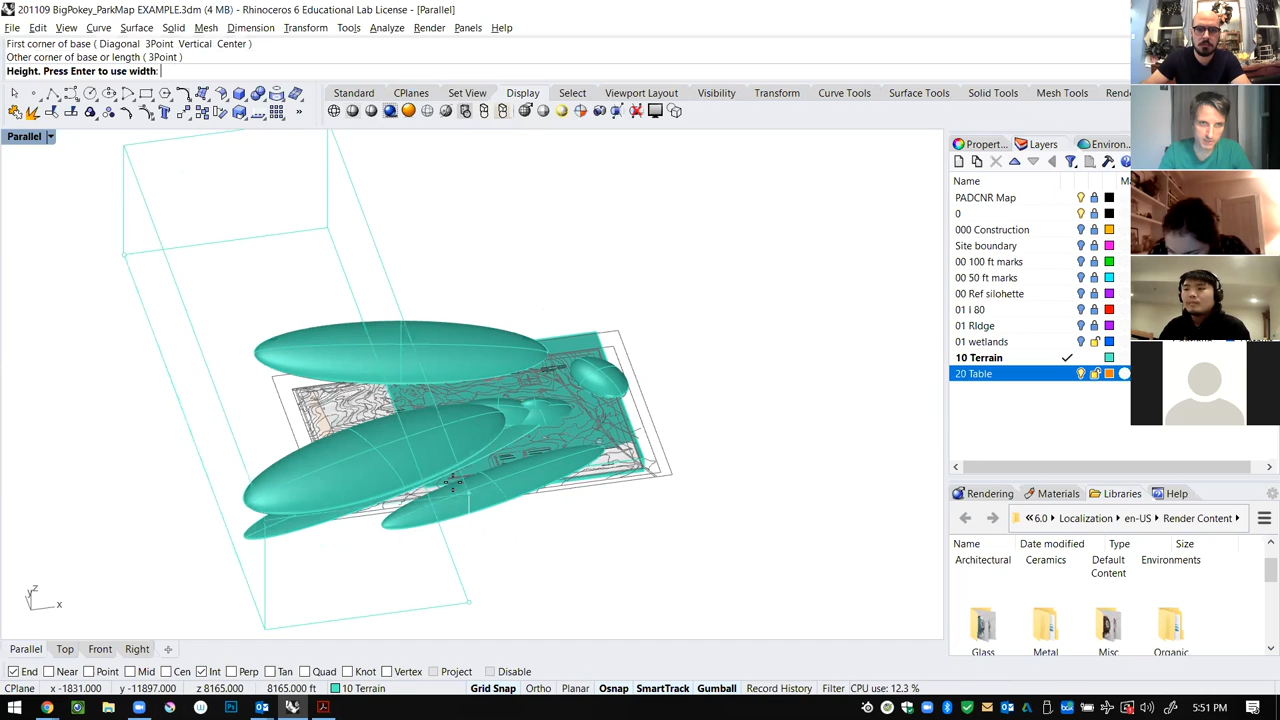 201109 BigPokey_ParkMap EXAMPLE.3dm (4 MB) - Rhinoceros 6 Educational Lab License - [Parallel]
File Edit View Curve Surface Solid Mesh Dimension Transform Tools Analyze Render Panels Help
First corner of base ( Diagonal 3Point Vertical Center )
Other corner of base or length ( 3Point )
Height. Press Enter to use width:
Standard CPlanes Set View Display Select Viewport Layout Visibility Transform Curve Tools Surface Tools Solid Tools Mesh Tools Rende
Parallel
Propert... Layers Environ...
Name Ma
PADCNR Map
0
000 Construction
Site boundary
00 100 ft marks
00 50 ft marks
00 Ref silohette
01 I 80
01 RIdge
01 wetlands
10 Terrain
20 Table
Rendering Materials Libraries Help
6.0 Localization en-US Render Content
Name Date modified Type Size
Architectural Ceramics Default Content Environments
Glass Metal Misc Organic
z
y
x
Parallel Top Front Right
End Near Point Mid Cen Int Perp Tan Quad Knot Vertex Project Disable
CPlane x -1831.000 y -11897.000 z 8165.000 8165.000 ft 10 Terrain Grid Snap Ortho Planar Osnap SmartTrack Gumball Record History Filter CPU use: 12.3 %
5:51 PM